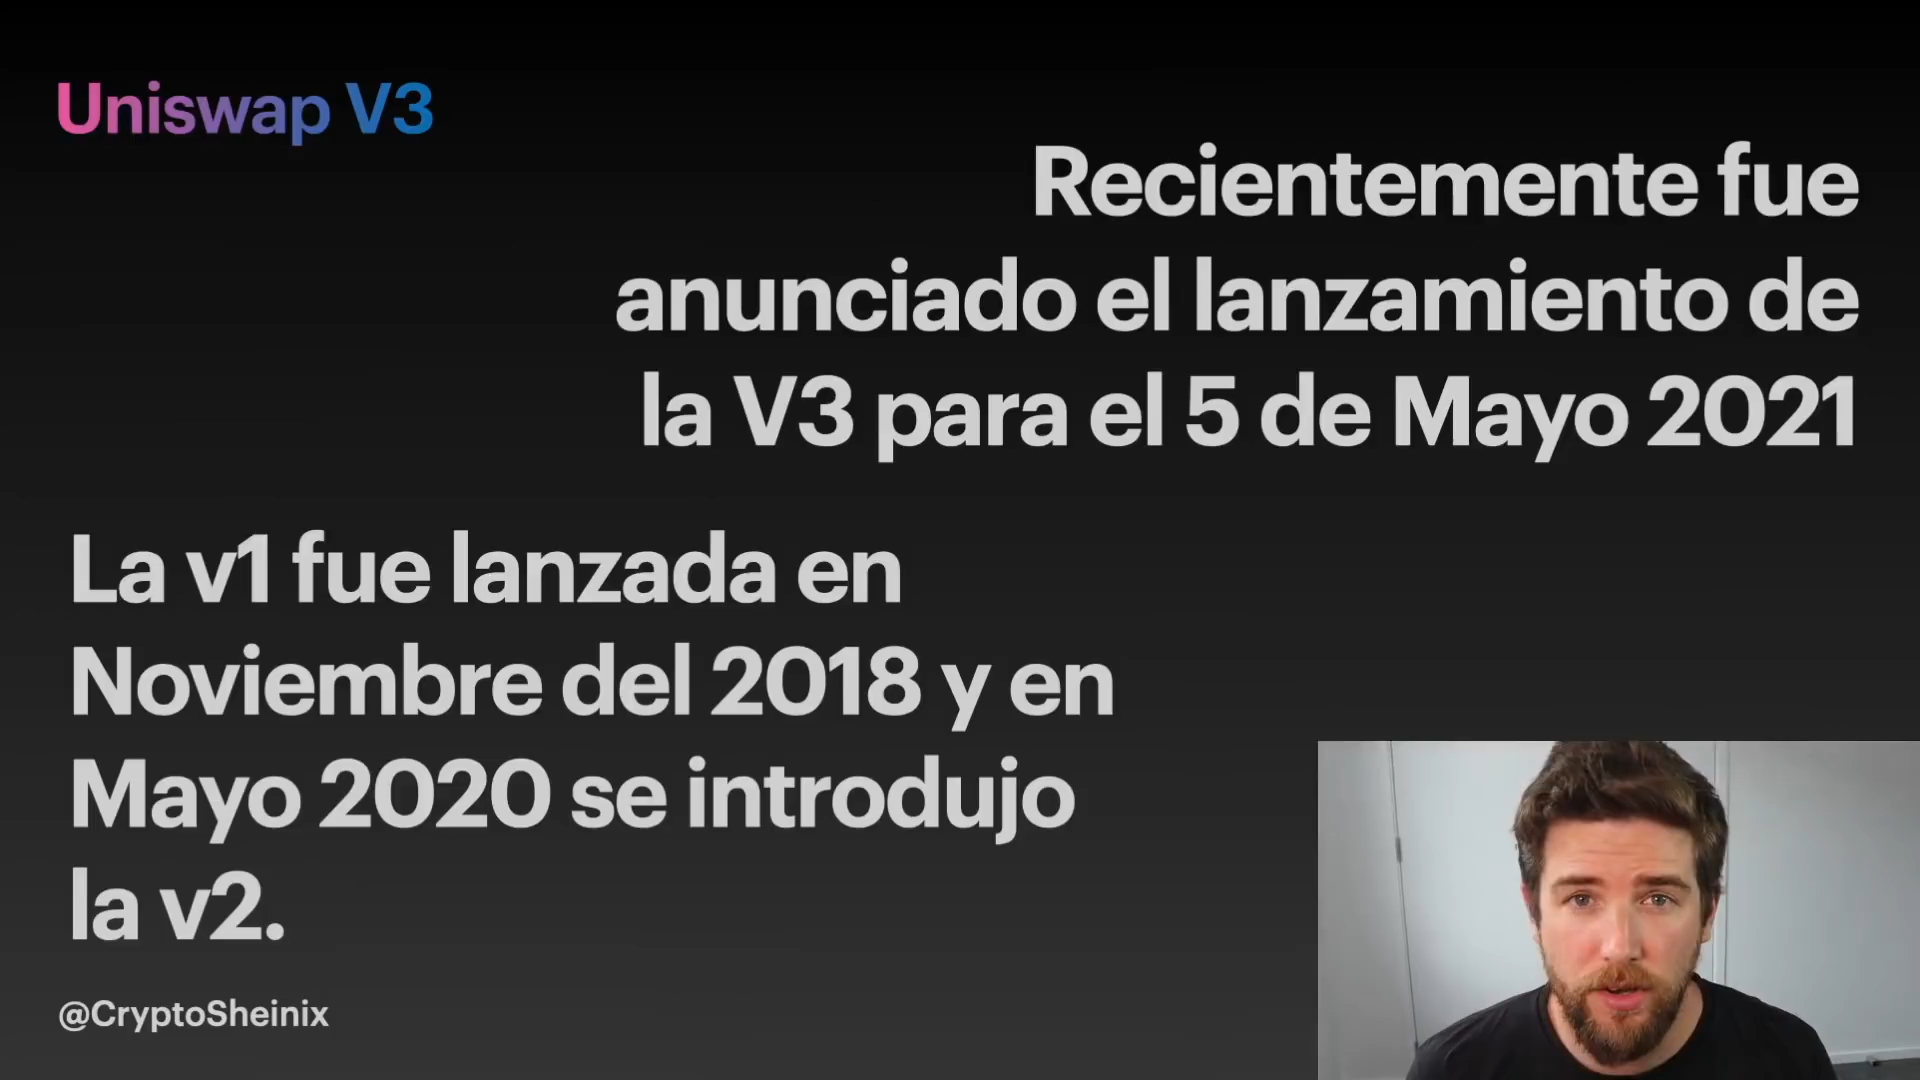 Uniswap V3
Recientemente fue
anunciado el lanzamiento de
la V3 para el 5 de Mayo 2021
La v1 fue lanzada en
Noviembre del 2018 y en
Mayo 2020 se introdujo
la v2.
@CryptoSheinix